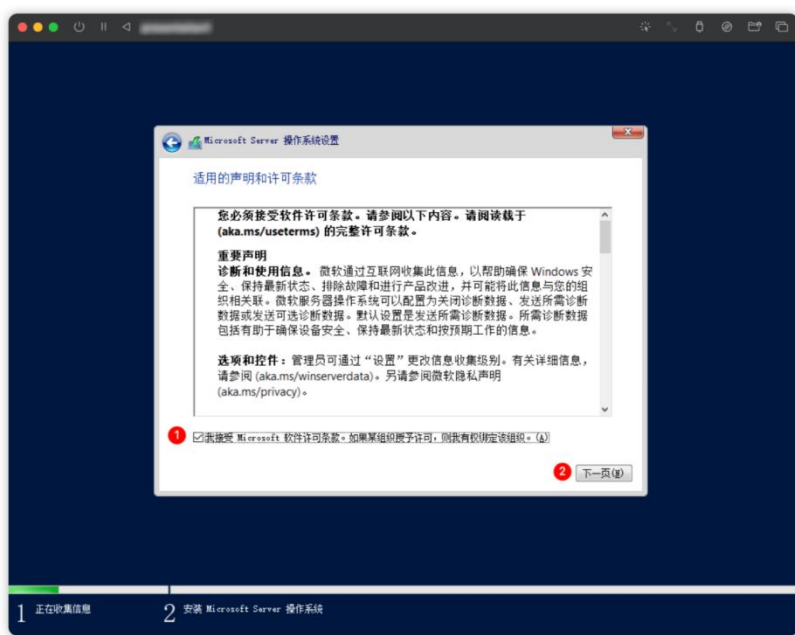 Microsoft Server 操作系统设置
适用的声明和许可条款
您必须接受软件许可条款。请参阅以下内容。请阅读载于
(aka.ms/useterms) 的完整许可条款。
重要声明
诊断和使用信息。 微软通过互联网收集此信息，以帮助确保 Windows 安
全、保持最新状态、排除故障和进行产品改进，并可能将此信息与您的组
织相关联。微软服务器操作系统可以配置为关闭诊断数据、发送所需诊断
数据或发送可选诊断数据。默认设置是发送所需诊断数据。所需诊断数据
包括有助于确保设备安全、保持最新状态和按预期工作的信息。
选项和控件：管理员可通过“设置”更改信息收集级别。有关详细信息，
请参阅 (aka.ms/winserverdata)。另请参阅微软隐私声明
(aka.ms/privacy)。
1 我接受 Microsoft 软件许可条款。如果某组织授予许可，则我有权绑定该组织。(A)
2 下一页(N)
1 正在收集信息
2 安装 Microsoft Server 操作系统